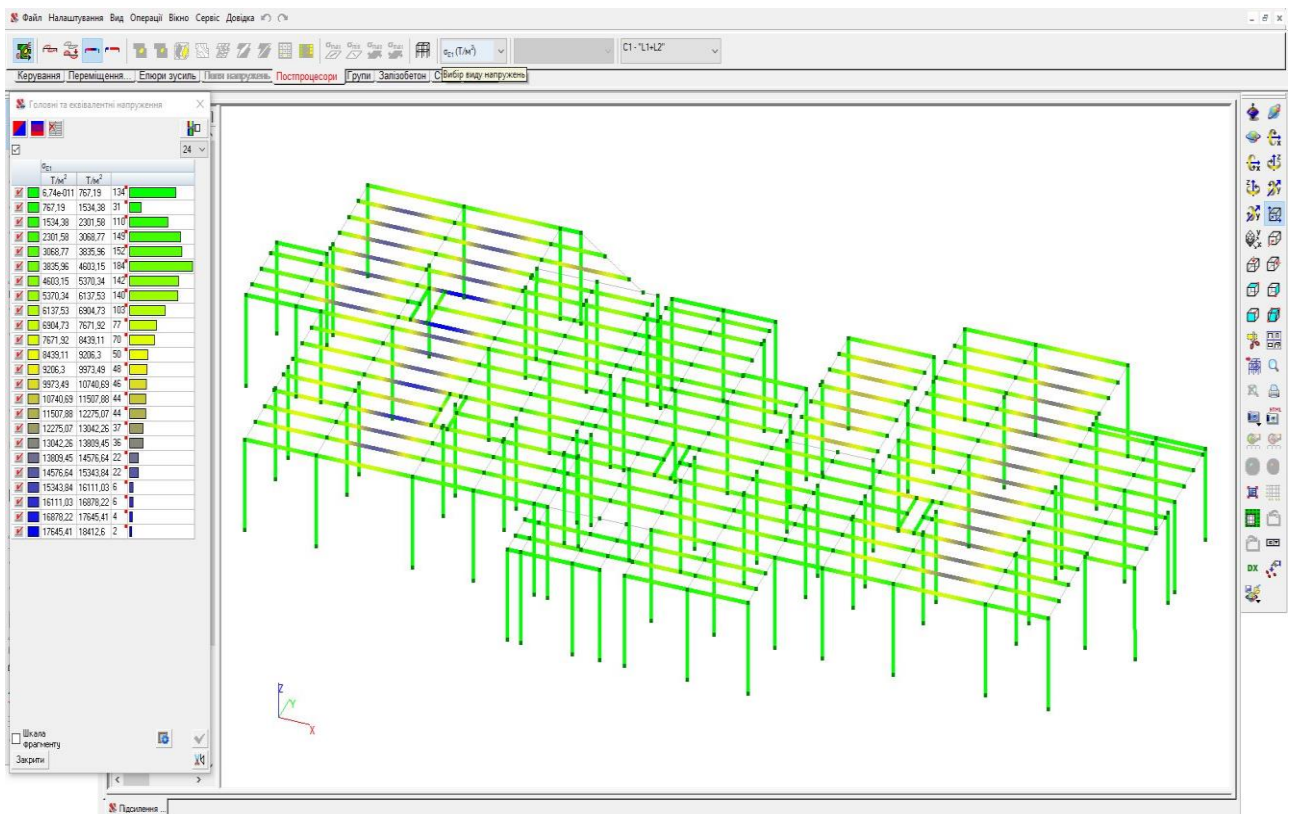 Файл Налаштування Вид Операції Вікно Сервіс Довідка
σE1 (Т/м²)
C1 - "L1+L2"
Керування Переміщення... Епюри зусиль Поля напружень Постпроцесори Групи Залізобетон С
Вибір виду напружень
Головні та еквівалентні напруження
24
σE1
Т/м² Т/м²
6,74e-011 767,19 134
767,19 1534,38 31
1534,38 2301,58 110
2301,58 3068,77 149
3068,77 3835,96 152
3835,96 4603,15 184
4603,15 5370,34 142
5370,34 6137,53 140
6137,53 6904,73 103
6904,73 7671,92 77
7671,92 8439,11 70
8439,11 9206,3 50
9206,3 9973,49 48
9973,49 10740,69 46
10740,69 11507,88 44
11507,88 12275,07 44
12275,07 13042,26 37
13042,26 13809,45 36
13809,45 14576,64 22
14576,64 15343,84 22
15343,84 16111,03 6
16111,03 16878,22 6
16878,22 17645,41 4
17645,41 18412,6 2
Z
Y
X
Шкала
фрагменту
Закрити
DX
Підсилення ...